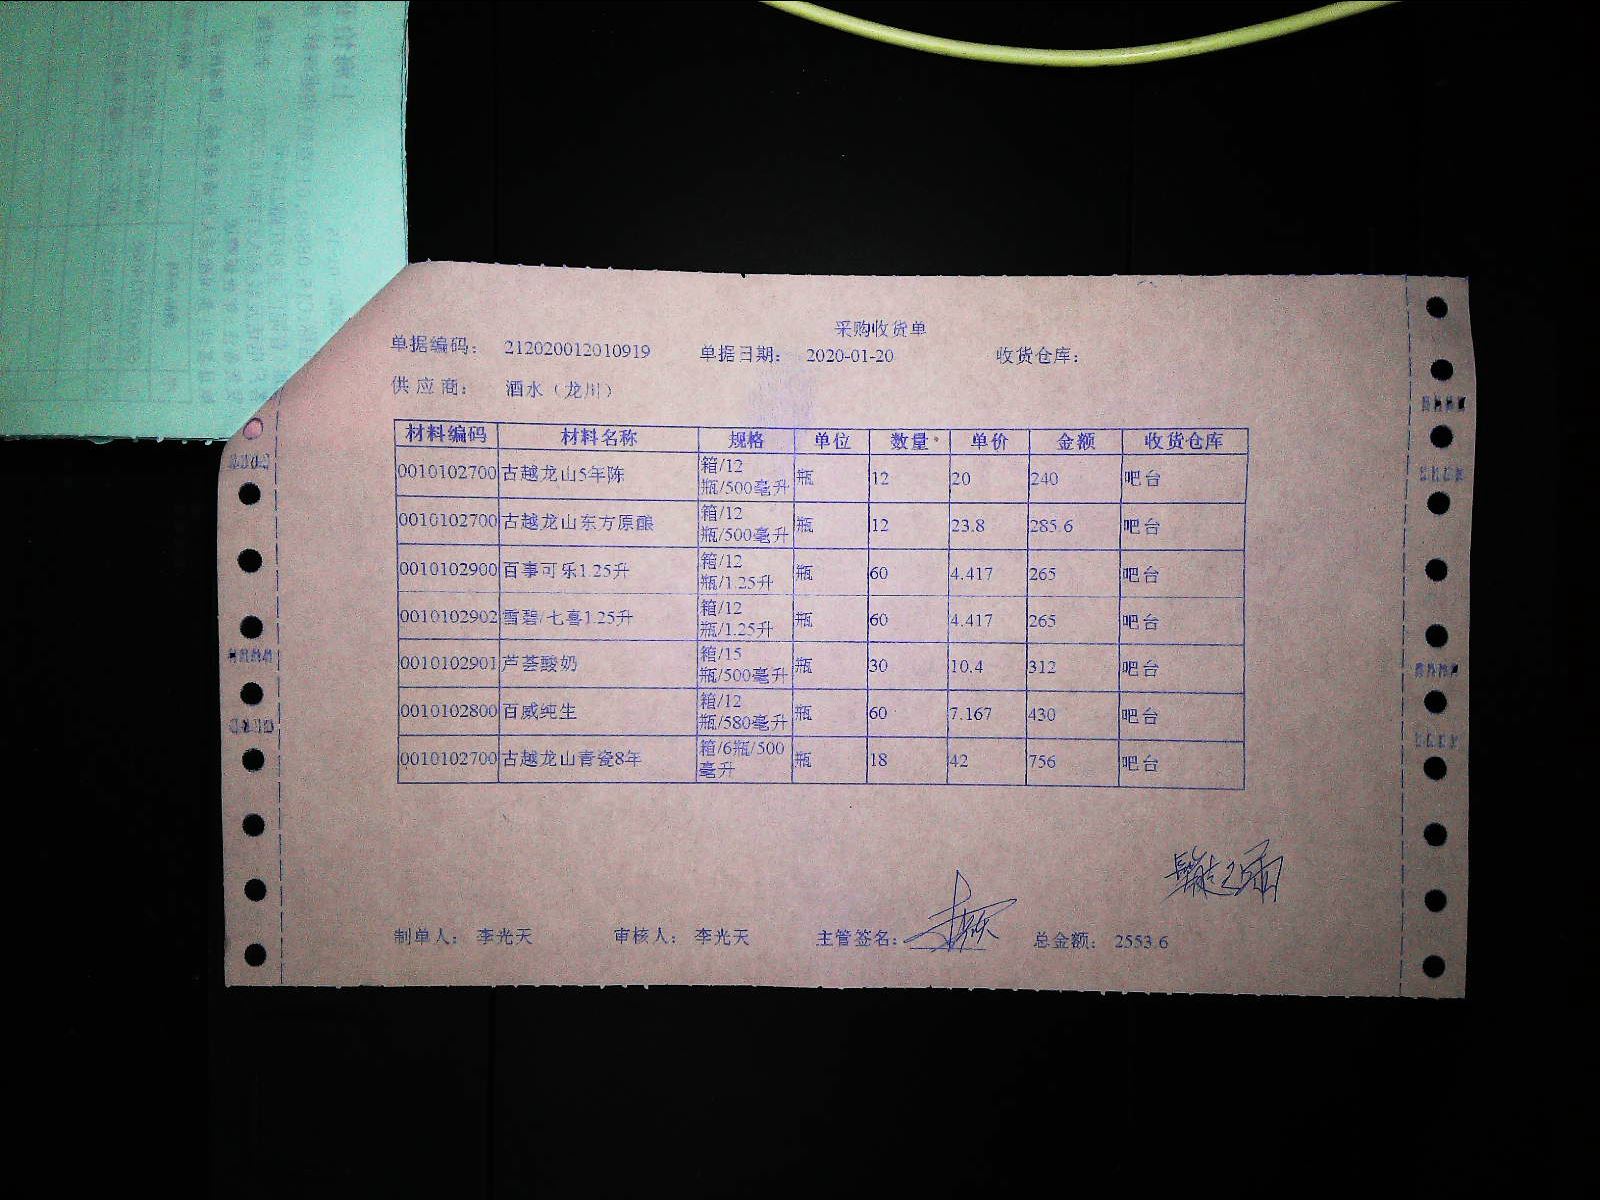 采购收货单
单据编码： 212020012010919 单据日期： 2020-01-20 收货仓库：
供应商： 酒水（龙川）
材料编码 材料名称 规格 单位 数量 单价 金额 收货仓库
0010102700 古越龙山5年陈 箱/12瓶/500毫升 瓶 12 20 240 吧台
0010102700 古越龙山东方原酿 箱/12瓶/500毫升 瓶 12 23.8 285.6 吧台
0010102900 百事可乐1.25升 箱/12瓶/1.25升 瓶 60 4.417 265 吧台
0010102902 雪碧/七喜1.25升 箱/12瓶/1.25升 瓶 60 4.417 265 吧台
0010102901 芦荟酸奶 箱/15瓶/500毫升 瓶 30 10.4 312 吧台
0010102800 百威纯生 箱/12瓶/580毫升 瓶 60 7.167 430 吧台
0010102700 古越龙山青瓷8年 箱/6瓶/500毫升 瓶 18 42 756 吧台
制单人： 李光天 审核人： 李光天 主管签名： 总金额： 2553.6